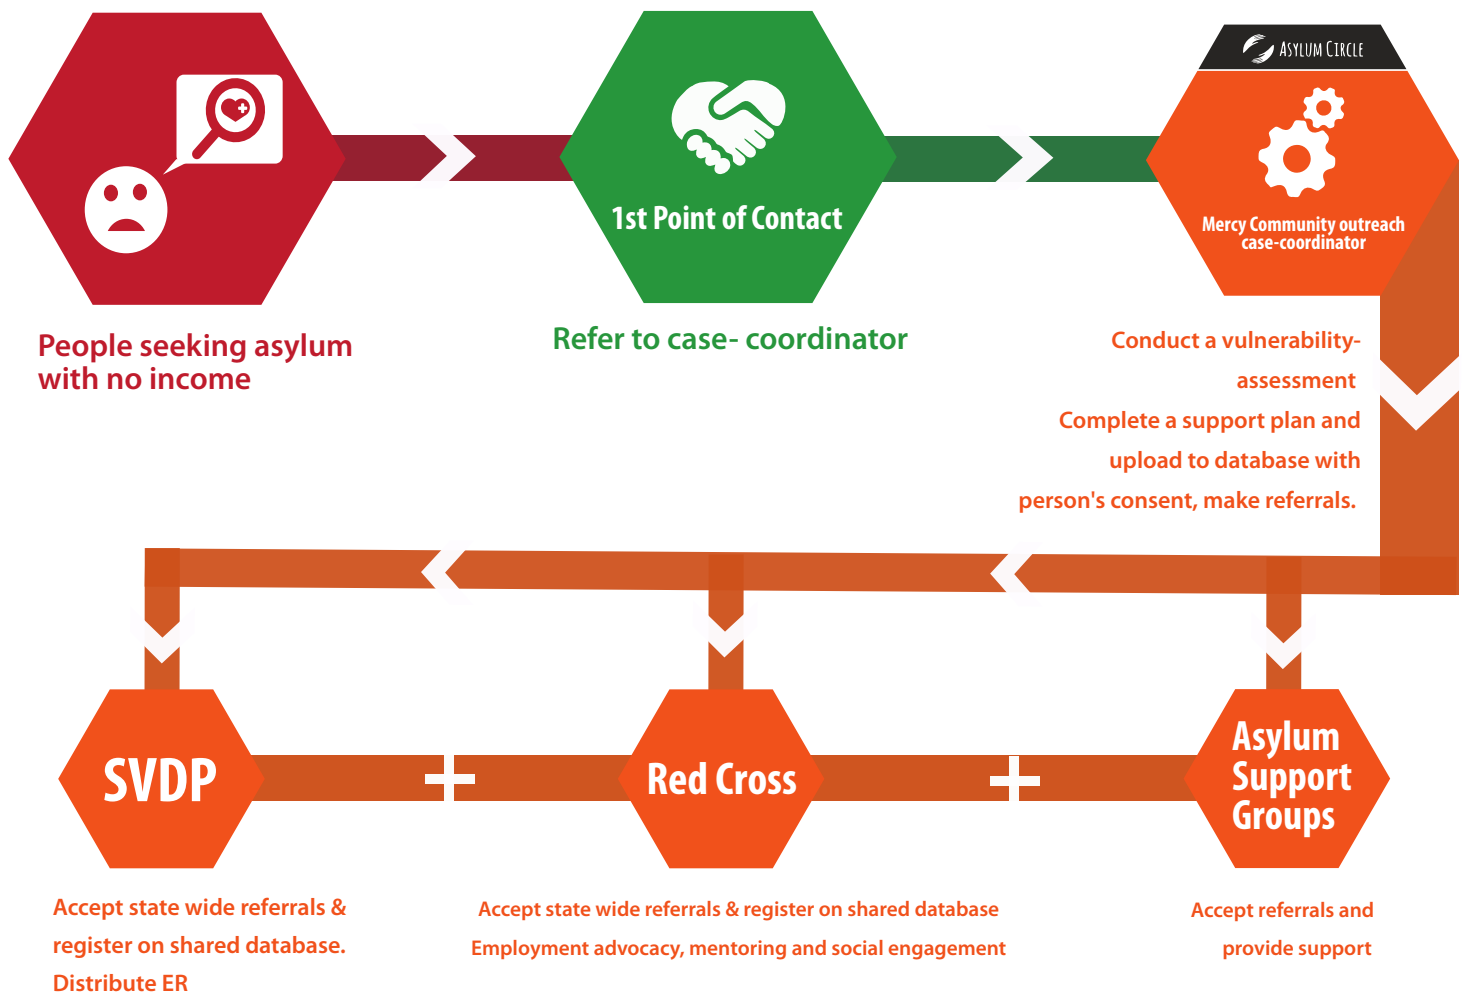 ASYLUM CIRCLE
1st Point of Contact
Mercy Community outreach
case-coordinator
People seeking asylum
with no income
Refer to case- coordinator
Conduct a vulnerability-
assessment
Complete a support plan and
upload to database with
person's consent, make referrals.
SVDP
Red Cross
Asylum
Support
Groups
Accept state wide referrals &
register on shared database.
Distribute ER
Accept state wide referrals & register on shared database
Employment advocacy, mentoring and social engagement
Accept referrals and
provide support